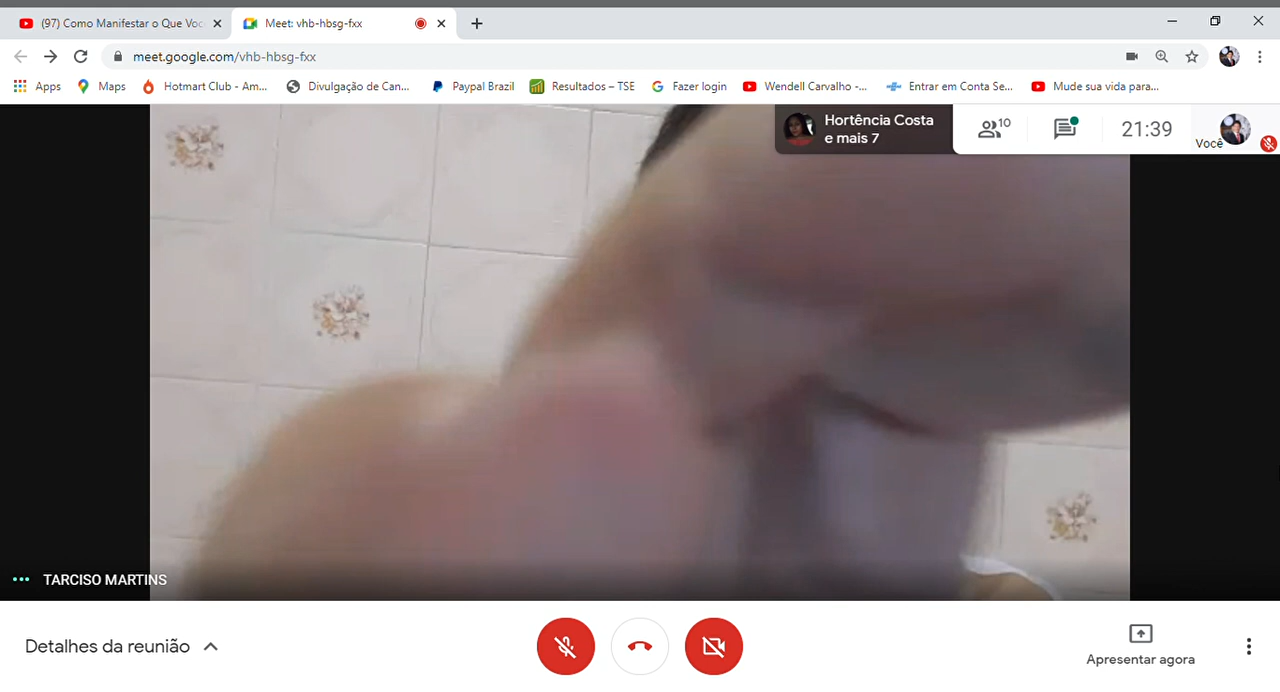 (97) Como Manifestar o Que Voc
Meet: vhb-hbsg-fxx
meet.google.com/vhb-hbsg-fxx
Apps
Maps
Hotmart Club - Am...
Divulgação de Can...
Paypal Brazil
Resultados – TSE
Fazer login
Wendell Carvalho -...
Entrar em Conta Se...
Mude sua vida para...
Hortência Costa
e mais 7
10
21:39
Você
TARCISO MARTINS
Detalhes da reunião
Apresentar agora